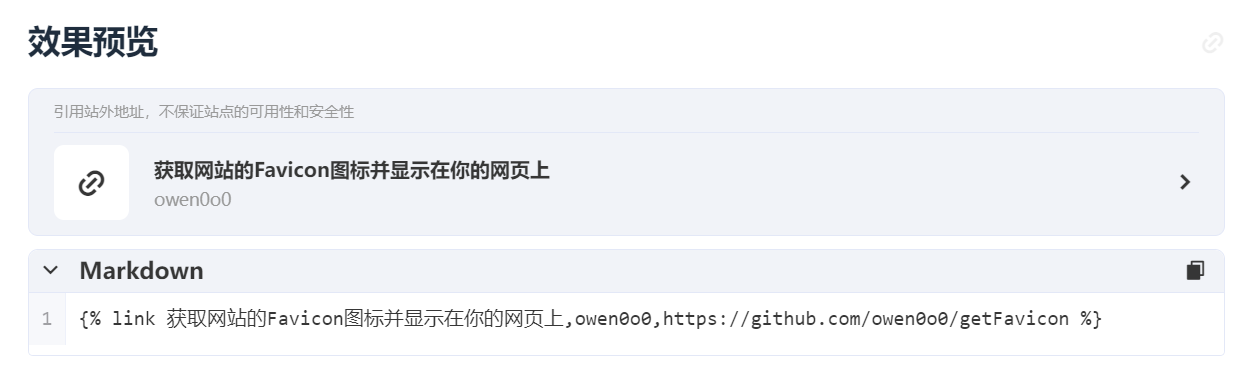 效果预览
引用站外地址，不保证站点的可用性和安全性
获取网站的Favicon图标并显示在你的网页上
owen0o0
Markdown
1 {% link 获取网站的Favicon图标并显示在你的网页上,owen0o0,https://github.com/owen0o0/getFavicon %}